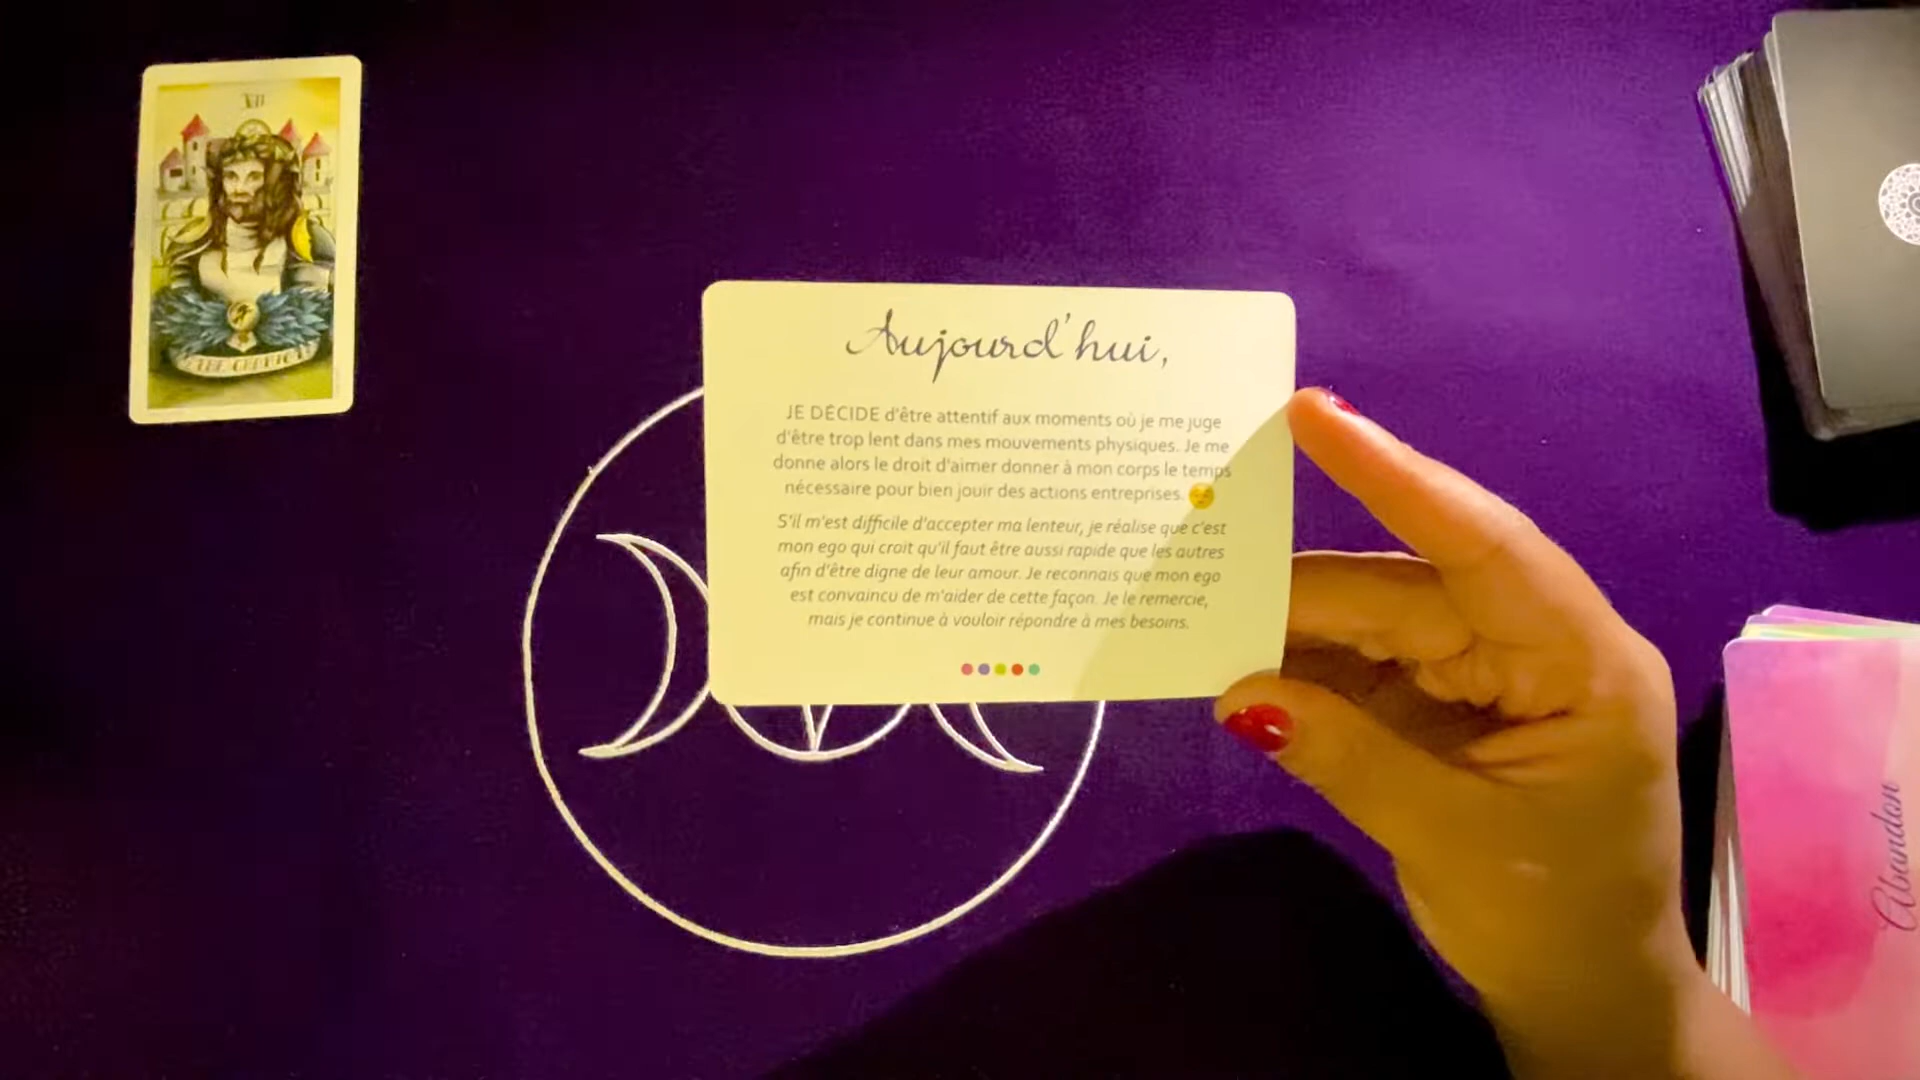 VII
THE CHARIOT
Aujourd'hui,
JE DÉCIDE d'être attentif aux moments où je me juge
d'être trop lent dans mes mouvements physiques. Je me
donne alors le droit d'aimer donner à mon corps le temps
nécessaire pour bien jouir des actions entreprises.
S'il m'est difficile d'accepter ma lenteur, je réalise que c'est
mon ego qui croit qu'il faut être aussi rapide que les autres
afin d'être digne de leur amour. Je reconnais que mon ego
est convaincu de m'aider de cette façon. Je le remercie,
mais je continue à vouloir répondre à mes besoins.
Abandon